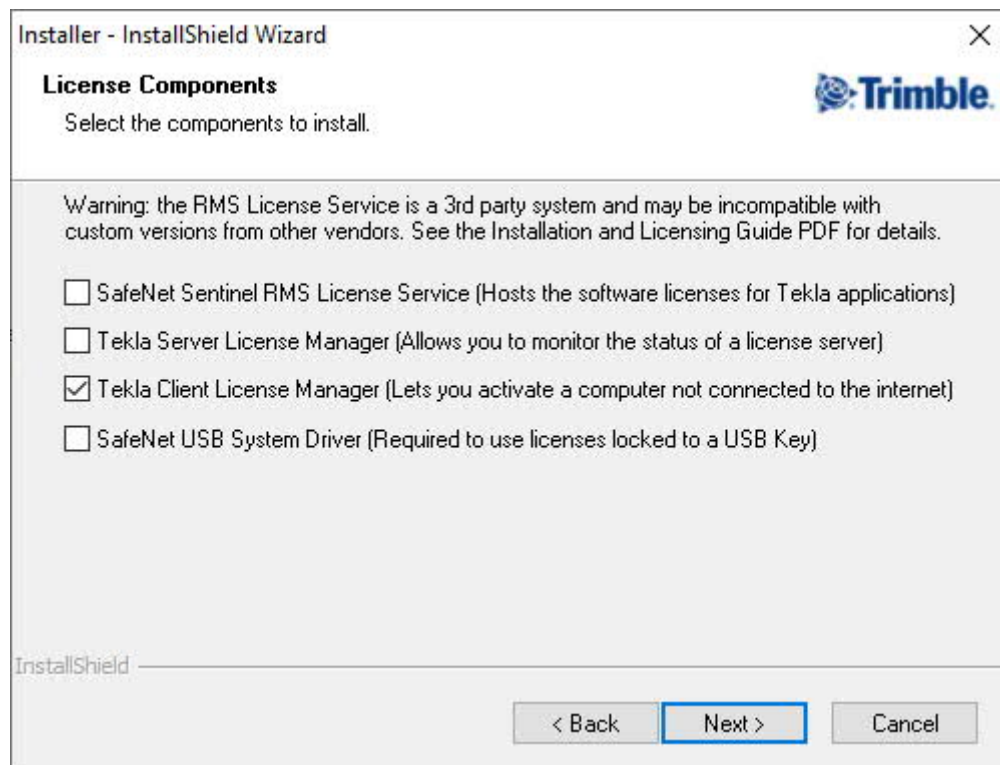 Installer - InstallShield Wizard
License Components
Select the components to install.
Trimble.
Warning: the RMS License Service is a 3rd party system and may be incompatible with
custom versions from other vendors. See the Installation and Licensing Guide PDF for details.
SafeNet Sentinel RMS License Service (Hosts the software licenses for Tekla applications)
Tekla Server License Manager (Allows you to monitor the status of a license server)
Tekla Client License Manager (Lets you activate a computer not connected to the internet)
SafeNet USB System Driver (Required to use licenses locked to a USB Key)
InstallShield
< Back
Next >
Cancel